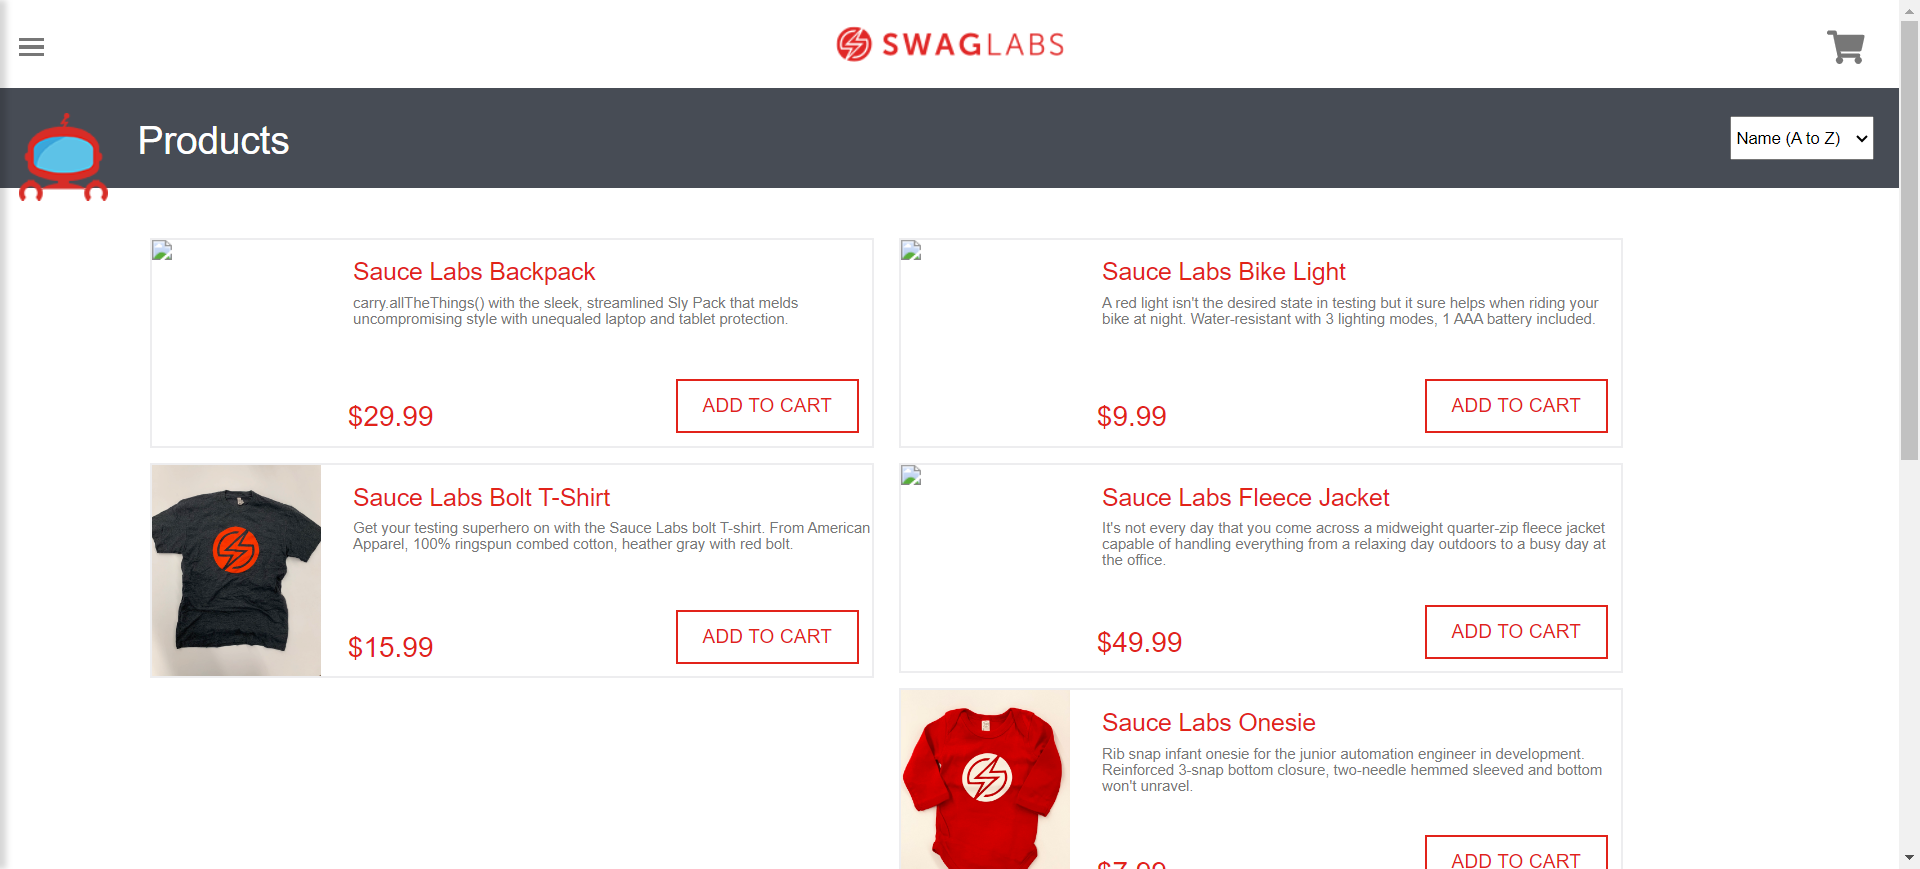 SWAGLABS
Products
Name (A to Z)
Sauce Labs Backpack
carry.allTheThings() with the sleek, streamlined Sly Pack that melds
uncompromising style with unequaled laptop and tablet protection.
$29.99
ADD TO CART
Sauce Labs Bike Light
A red light isn't the desired state in testing but it sure helps when riding your
bike at night. Water-resistant with 3 lighting modes, 1 AAA battery included.
$9.99
ADD TO CART
Sauce Labs Bolt T-Shirt
Get your testing superhero on with the Sauce Labs bolt T-shirt. From American
Apparel, 100% ringspun combed cotton, heather gray with red bolt.
$15.99
ADD TO CART
Sauce Labs Fleece Jacket
It's not every day that you come across a midweight quarter-zip fleece jacket
capable of handling everything from a relaxing day outdoors to a busy day at
the office.
$49.99
ADD TO CART
Sauce Labs Onesie
Rib snap infant onesie for the junior automation engineer in development.
Reinforced 3-snap bottom closure, two-needle hemmed sleeved and bottom
won't unravel.
$7.99
ADD TO CART